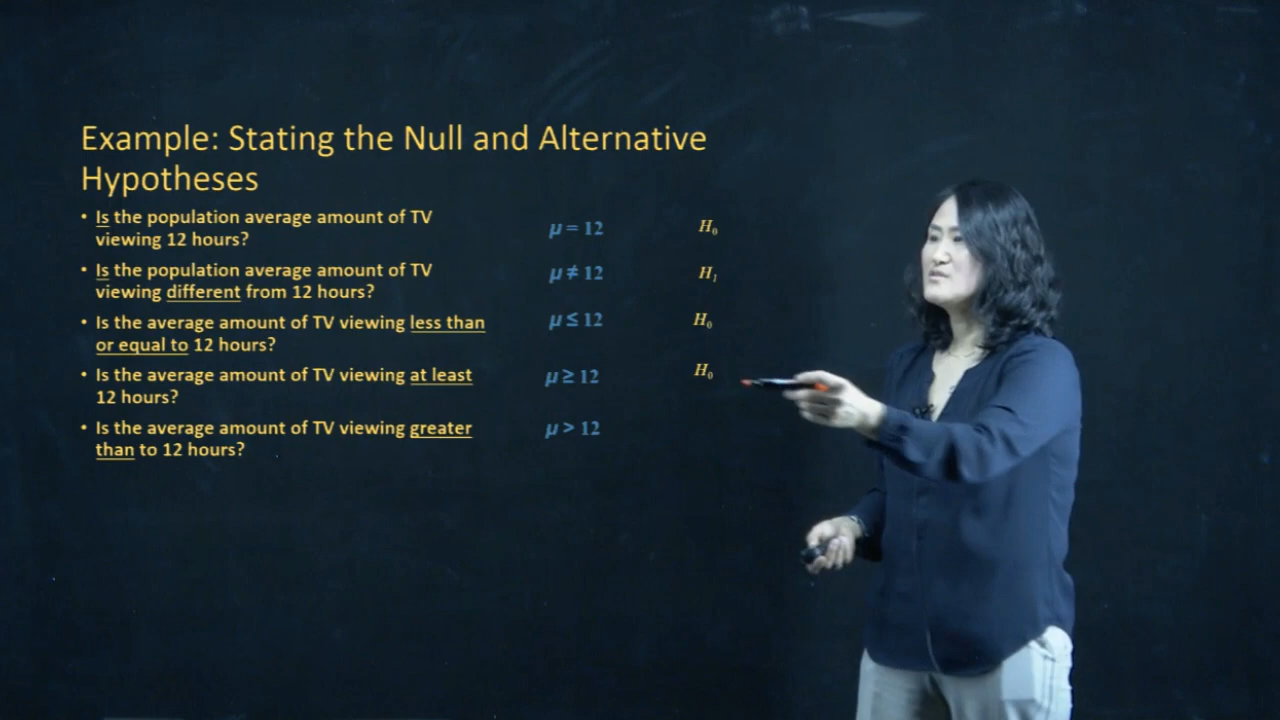 Example: Stating the Null and Alternative
Hypotheses
• Is the population average amount of TV
viewing 12 hours?
μ = 12
H₀
• Is the population average amount of TV
viewing different from 12 hours?
μ ≠ 12
H₁
• Is the average amount of TV viewing less than
or equal to 12 hours?
μ ≤ 12
H₀
• Is the average amount of TV viewing at least
12 hours?
μ ≥ 12
H₀
• Is the average amount of TV viewing greater
than to 12 hours?
μ > 12